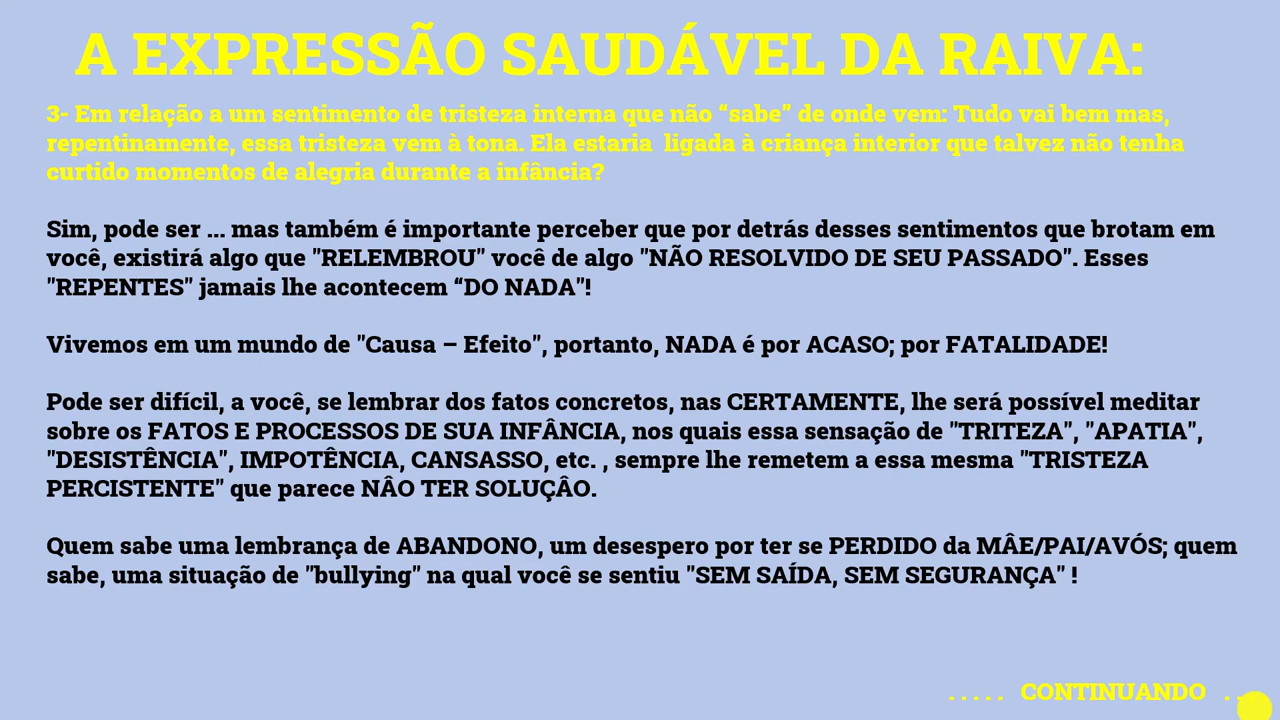 A EXPRESSÃO SAUDÁVEL DA RAIVA:
3- Em relação a um sentimento de tristeza interna que não “sabe” de onde vem: Tudo vai bem mas,
repentinamente, essa tristeza vem à tona. Ela estaria  ligada à criança interior que talvez não tenha
curtido momentos de alegria durante a infância?
Sim, pode ser ... mas também é importante perceber que por detrás desses sentimentos que brotam em
você, existirá algo que "RELEMBROU" você de algo "NÃO RESOLVIDO DE SEU PASSADO". Esses
"REPENTES" jamais lhe acontecem “DO NADA"!
Vivemos em um mundo de "Causa – Efeito", portanto, NADA é por ACASO; por FATALIDADE!
Pode ser difícil, a você, se lembrar dos fatos concretos, nas CERTAMENTE, lhe será possível meditar
sobre os FATOS E PROCESSOS DE SUA INFÂNCIA, nos quais essa sensação de "TRITEZA", "APATIA",
"DESISTÊNCIA", IMPOTÊNCIA, CANSASSO, etc. , sempre lhe remetem a essa mesma "TRISTEZA
PERCISTENTE" que parece NÂO TER SOLUÇÂO.
Quem sabe uma lembrança de ABANDONO, um desespero por ter se PERDIDO da MÂE/PAI/AVÓS; quem
sabe, uma situação de "bullying" na qual você se sentiu "SEM SAÍDA, SEM SEGURANÇA" !
. . . . .  CONTINUANDO  . .